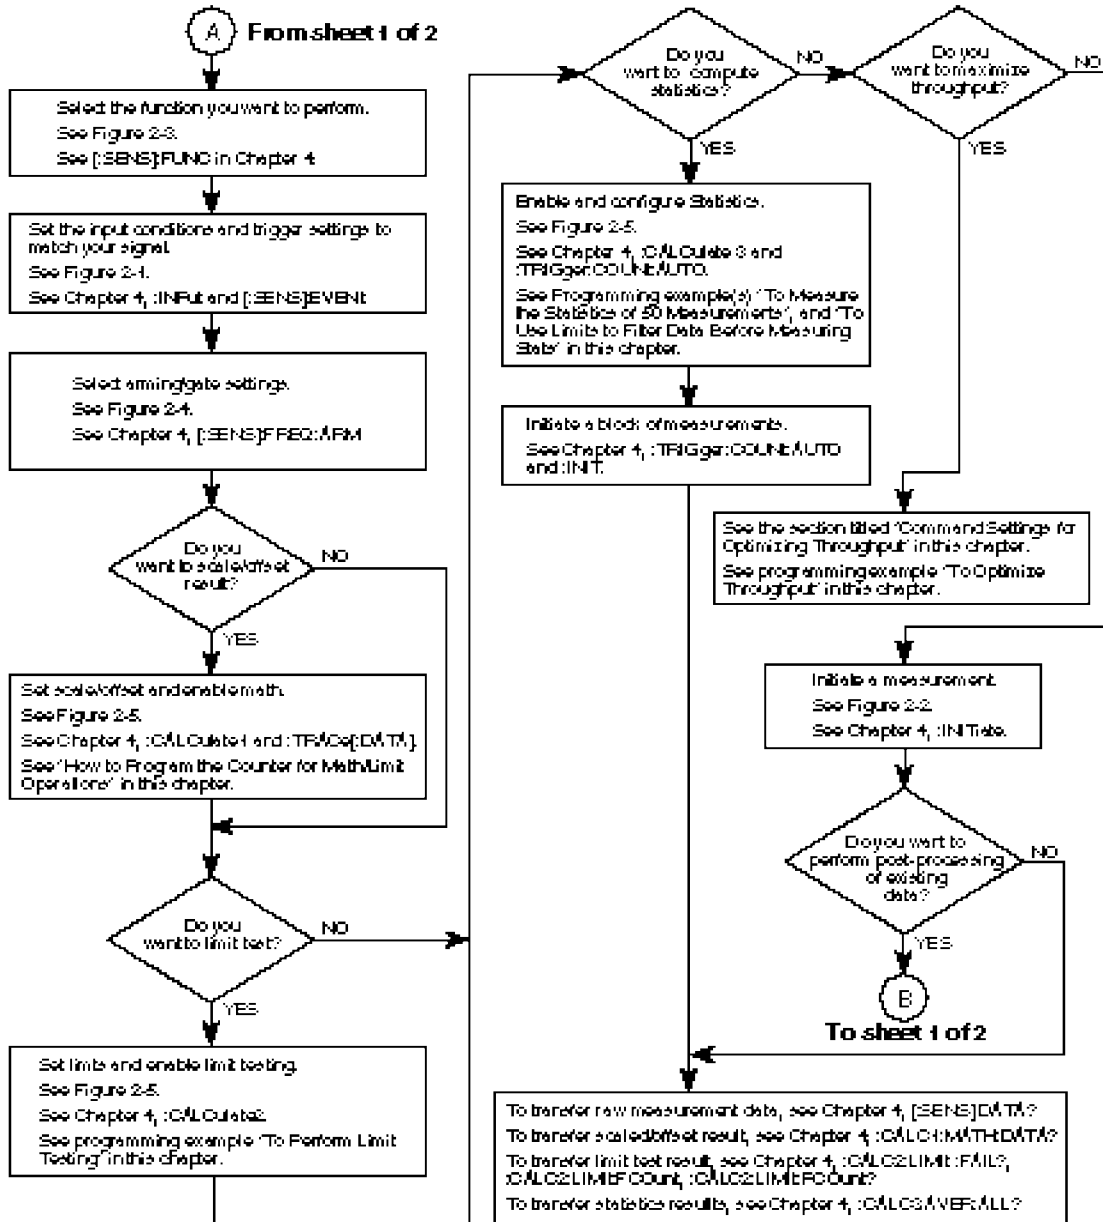 A
From sheet 1 of 2
Select the function you want to perform.
See Figure 2-3.
See [:SENS]:FUNC in Chapter 4
Set the input conditions and trigger settings to
match your signal.
See Figure 2-1.
See Chapter 4, :INPut and [:SENS]:EVENt
Select arming/gate settings.
See Figure 2-4.
See Chapter 4, [:SENS]:FREQ:ARM
Do you
want to scale/offset
result?
NO
YES
Set scale/offset and enable math.
See Figure 2-5.
See Chapter 4, :CALCulate1 and :TRACe[:DATA].
See "How to Program the Counter for Math/Limit
Operations" in this chapter.
Do you
want to limit test?
NO
YES
Set limits and enable limit testing.
See Figure 2-5.
See Chapter 4, :CALCulate2
See programming example "To Perform Limit
Testing" in this chapter.
Do you
want to compute
statistics?
NO
YES
Enable and configure Statistics.
See Figure 2-5.
See Chapter 4, :CALCulate 3 and
:TRIGger:COUNt:AUTO.
See Programming example(s) "To Measure
the Statistics of 50 Measurements", and "To
Use Limits to Filter Data Before Measuring
Stats" in this chapter.
Initiate a block of measurements.
See Chapter 4, :TRIGger:COUNt:AUTO
and :INIT.
Do you
want to maximize
throughput?
NO
YES
See the section titled "Command Settings for
Optimizing Throughput" in this chapter.
See programming example "To Optimize
Throughput" in this chapter.
Initiate a measurement.
See Figure 2-2.
See Chapter 4, :INITiate.
Do you want to
perform post-processing
of existing
data?
NO
YES
B
To sheet 1 of 2
To transfer raw measurement data, see Chapter 4, [:SENS]:DATA?
To transfer scaled/offset result, see Chapter 4, :CALC1:MATH:DATA?
To transfer limit test result, see Chapter 4, :CALC2:LIMit:FAIL?,
:CALC2:LIMit:FCOunt, :CALC2:LIMit:PCOunt?
To transfer statistics results, see Chapter 4, :CALC3:AVER:ALL?